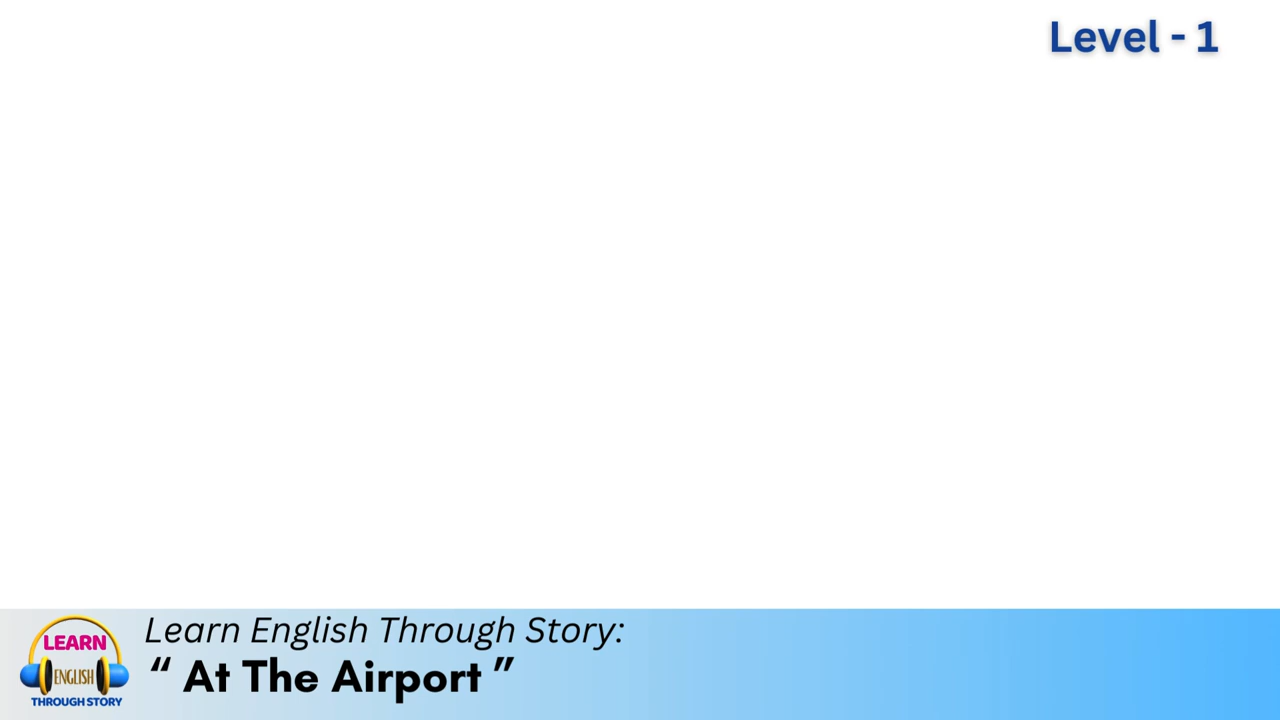 Level - 1
Learn English Through Story:
“ At The Airport ”
LEARN
ENGLISH
THROUGH STORY